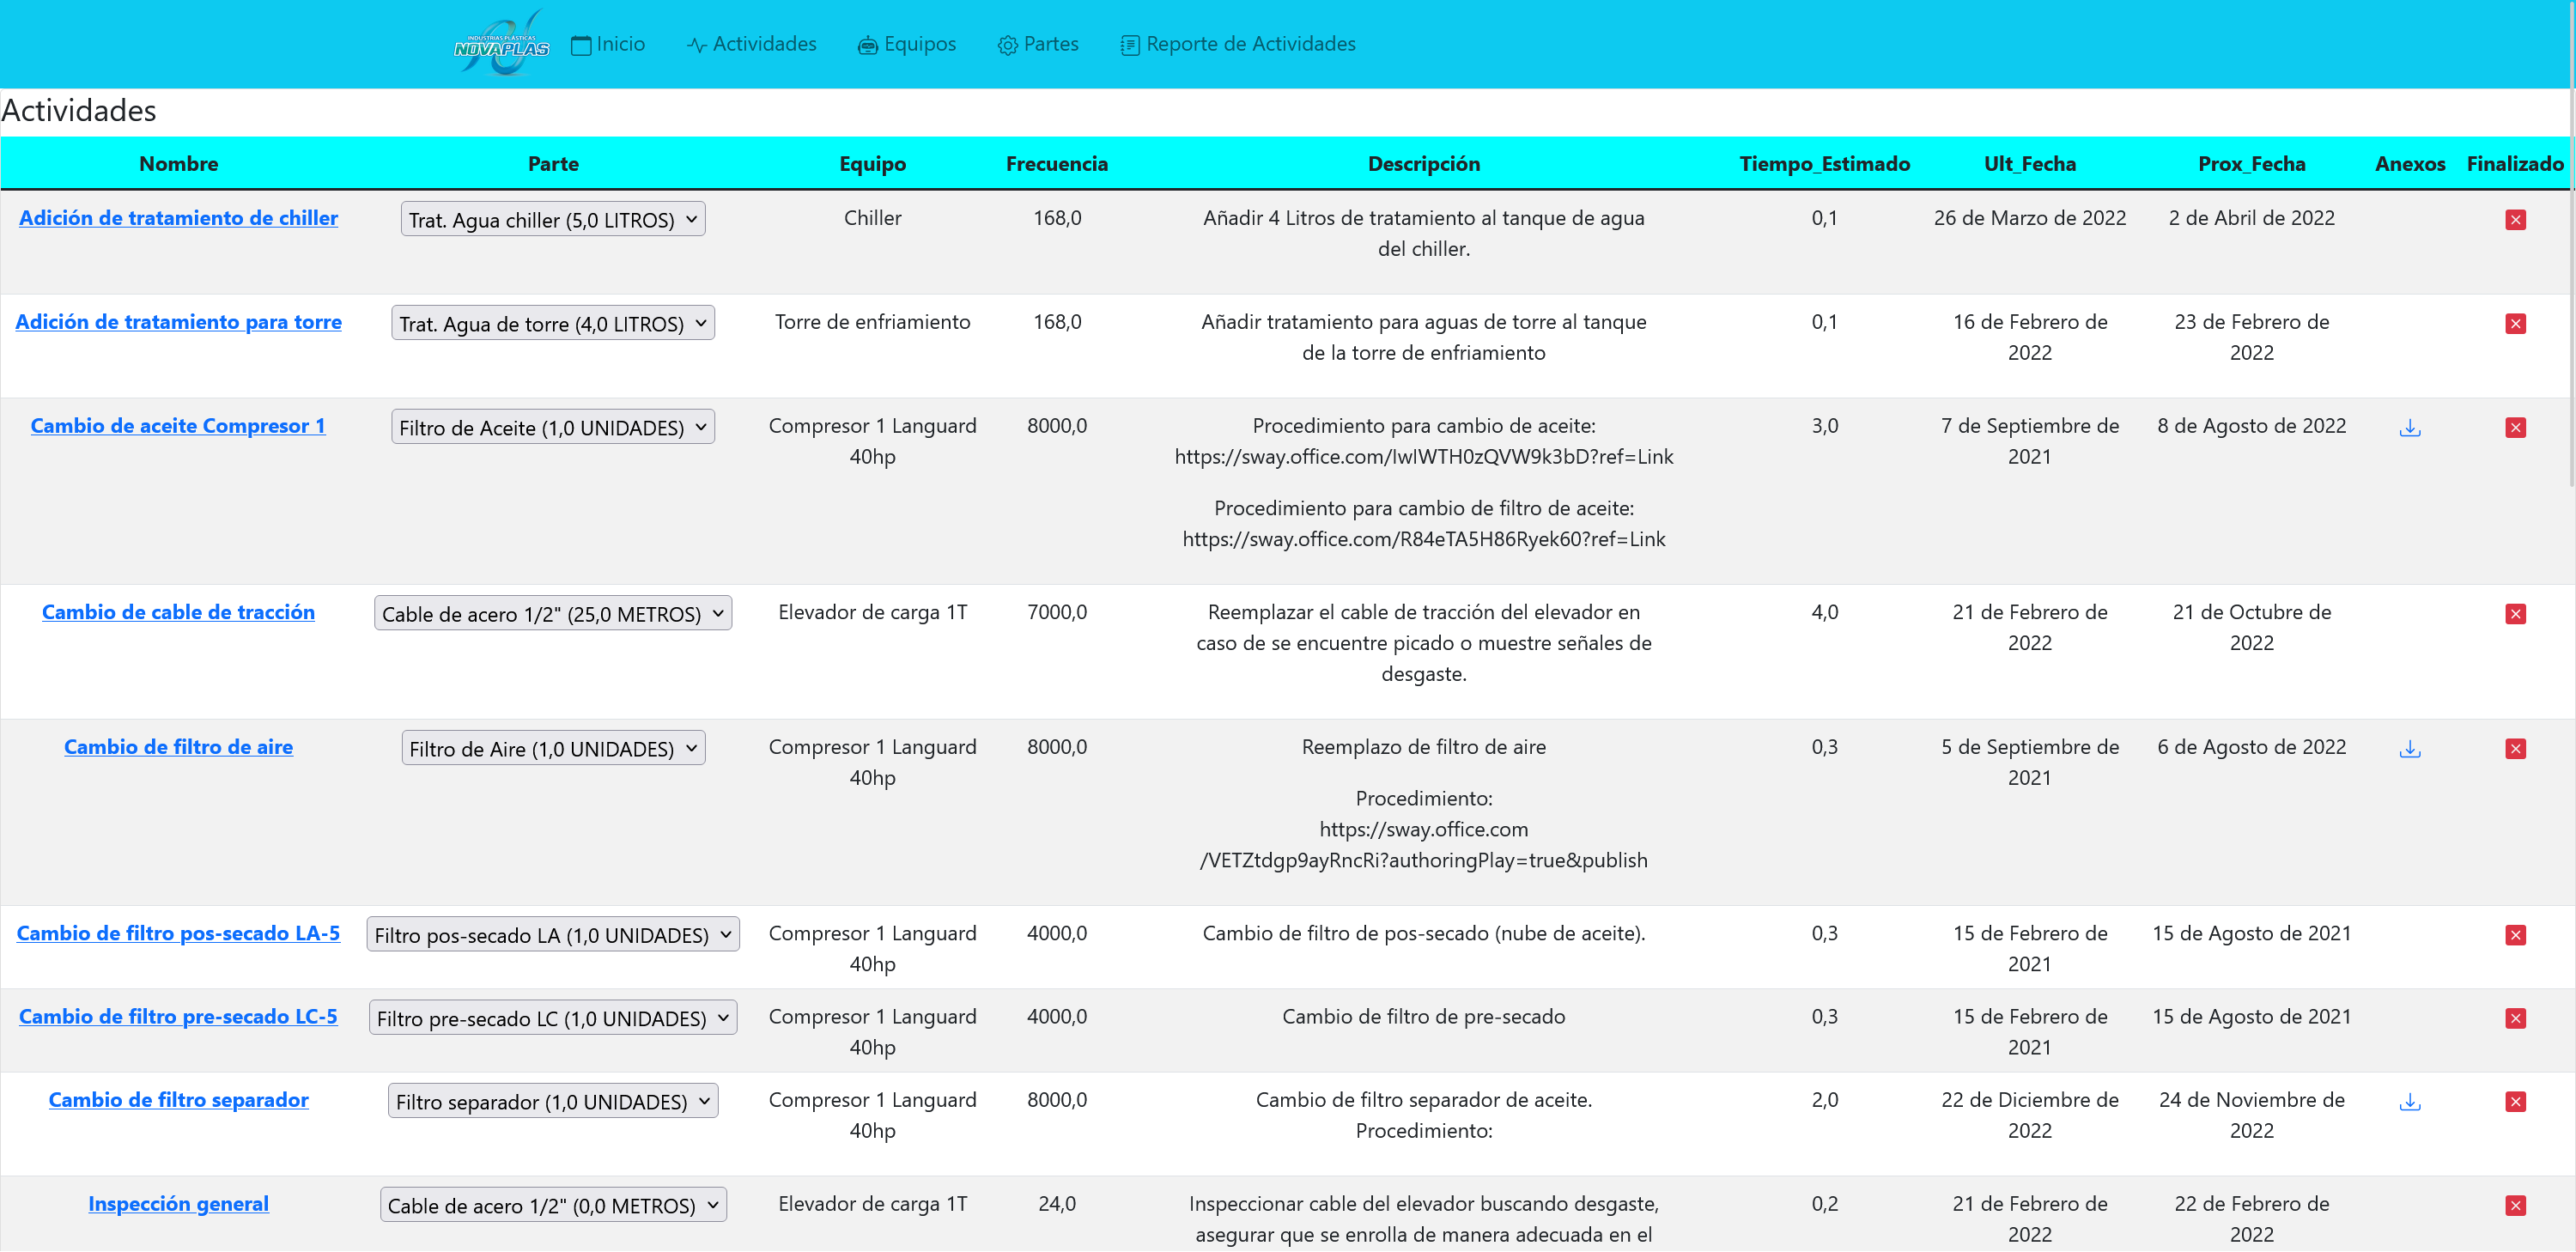 INDUSTRIAS PLÁSTICAS
NOVAPLAS
Inicio
Actividades
Equipos
Partes
Reporte de Actividades
Actividades
Nombre Parte Equipo Frecuencia Descripción Tiempo_Estimado Ult_Fecha Prox_Fecha Anexos Finalizado
Adición de tratamiento de chiller Trat. Agua chiller (5,0 LITROS) Chiller 168,0 Añadir 4 Litros de tratamiento al tanque de agua 0,1 26 de Marzo de 2022 2 de Abril de 2022
del chiller.
Adición de tratamiento para torre Trat. Agua de torre (4,0 LITROS) Torre de enfriamiento 168,0 Añadir tratamiento para aguas de torre al tanque 0,1 16 de Febrero de 23 de Febrero de
de la torre de enfriamiento 2022 2022
Cambio de aceite Compresor 1 Filtro de Aceite (1,0 UNIDADES) Compresor 1 Languard 8000,0 Procedimiento para cambio de aceite: 3,0 7 de Septiembre de 8 de Agosto de 2022
40hp https://sway.office.com/IwIWTH0zQVW9k3bD?ref=Link 2021
Procedimiento para cambio de filtro de aceite:
https://sway.office.com/R84eTA5H86Ryek60?ref=Link
Cambio de cable de tracción Cable de acero 1/2" (25,0 METROS) Elevador de carga 1T 7000,0 Reemplazar el cable de tracción del elevador en 4,0 21 de Febrero de 21 de Octubre de
caso de se encuentre picado o muestre señales de 2022 2022
desgaste.
Cambio de filtro de aire Filtro de Aire (1,0 UNIDADES) Compresor 1 Languard 8000,0 Reemplazo de filtro de aire 0,3 5 de Septiembre de 6 de Agosto de 2022
40hp 2021
Procedimiento:
https://sway.office.com
/VETZtdgp9ayRncRi?authoringPlay=true&publish
Cambio de filtro pos-secado LA-5 Filtro pos-secado LA (1,0 UNIDADES) Compresor 1 Languard 4000,0 Cambio de filtro de pos-secado (nube de aceite). 0,3 15 de Febrero de 15 de Agosto de 2021
40hp 2021
Cambio de filtro pre-secado LC-5 Filtro pre-secado LC (1,0 UNIDADES) Compresor 1 Languard 4000,0 Cambio de filtro de pre-secado 0,3 15 de Febrero de 15 de Agosto de 2021
40hp 2021
Cambio de filtro separador Filtro separador (1,0 UNIDADES) Compresor 1 Languard 8000,0 Cambio de filtro separador de aceite. 2,0 22 de Diciembre de 24 de Noviembre de
40hp Procedimiento: 2022 2022
Inspección general Cable de acero 1/2" (0,0 METROS) Elevador de carga 1T 24,0 Inspeccionar cable del elevador buscando desgaste, 0,2 21 de Febrero de 22 de Febrero de
asegurar que se enrolla de manera adecuada en el 2022 2022